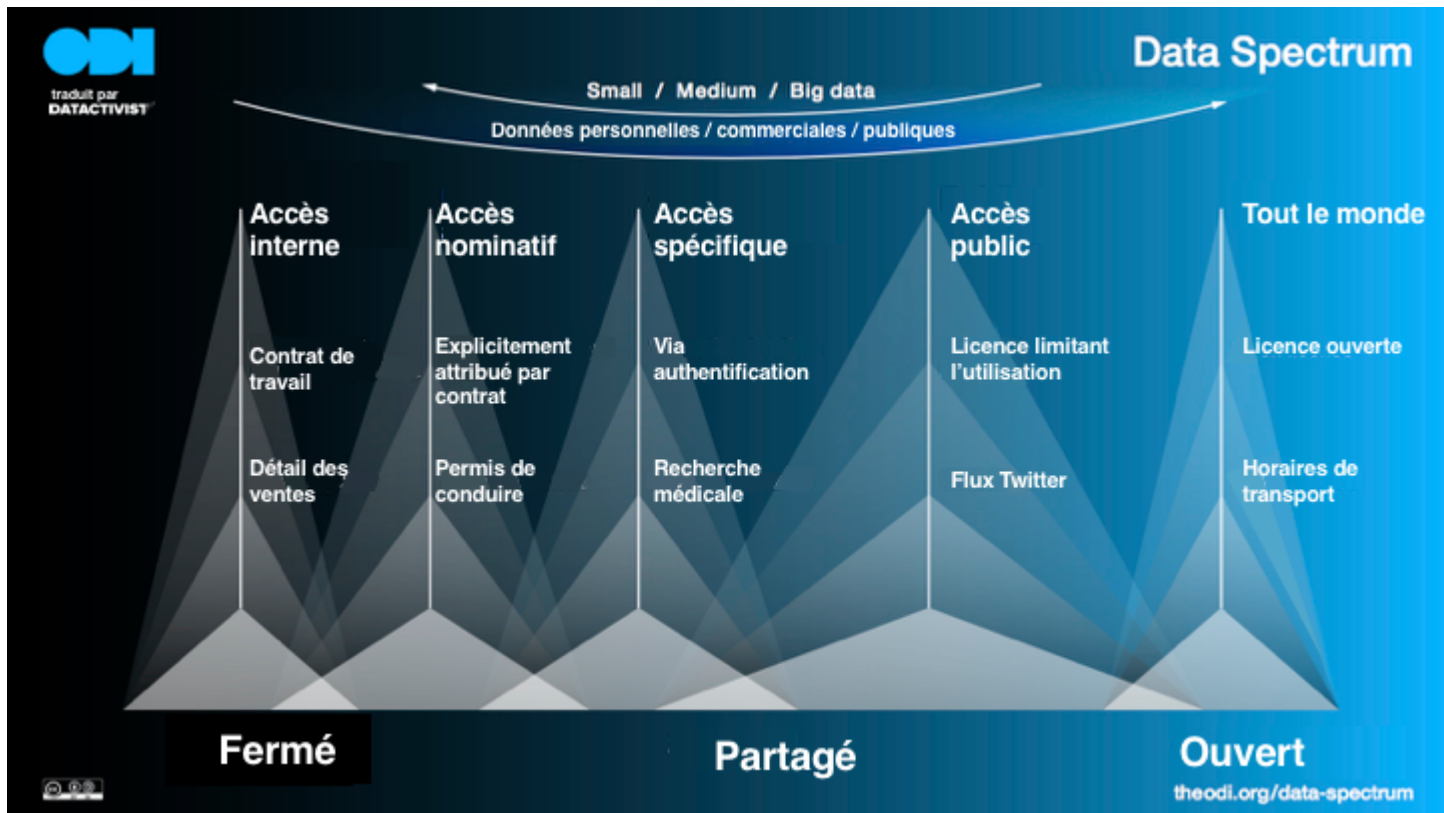 ODI
traduit par
DATACTIVIST
Data Spectrum
Small / Medium / Big data
Données personnelles / commerciales / publiques
Accès
interne
Contrat de
travail
Détail des
ventes
Accès
nominatif
Explicitement
attribué par
contrat
Permis de
conduire
Accès
spécifique
Via
authentification
Recherche
médicale
Accès
public
Licence limitant
l'utilisation
Flux Twitter
Tout le monde
Licence ouverte
Horaires de
transport
Fermé
Partagé
Ouvert
theodi.org/data-spectrum